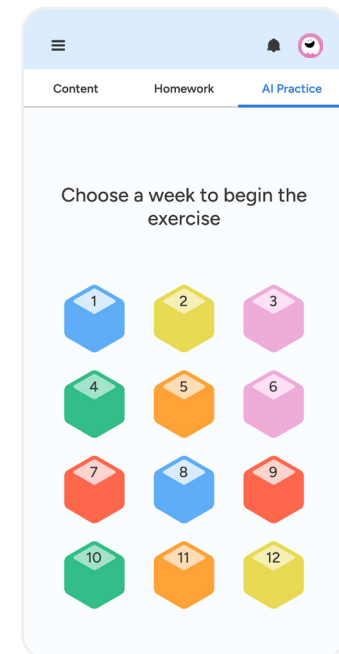 Content Homework AI Practice
Choose a week to begin the
exercise
1 2 3
4 5 6
7 8 9
10 11 12